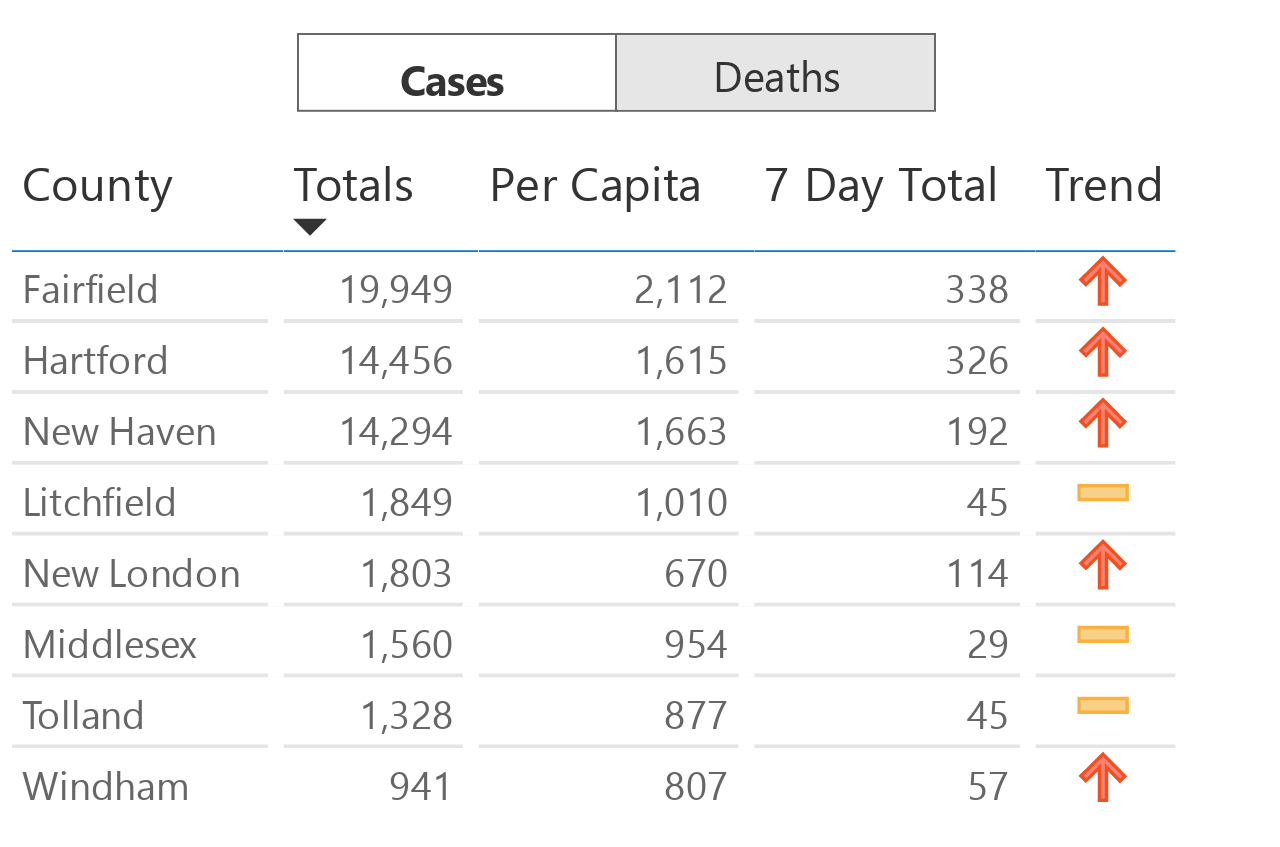 Cases Deaths
County Totals Per Capita 7 Day Total Trend
Fairfield 19,949 2,112 338
Hartford 14,456 1,615 326
New Haven 14,294 1,663 192
Litchfield 1,849 1,010 45
New London 1,803 670 114
Middlesex 1,560 954 29
Tolland 1,328 877 45
Windham 941 807 57